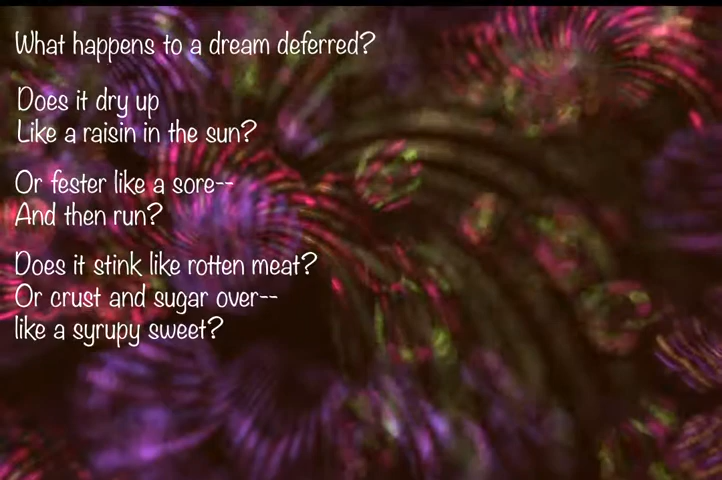 What happens to a dream deferred?
Does it dry up
Like a raisin in the sun?
Or fester like a sore--
And then run?
Does it stink like rotten meat?
Or crust and sugar over--
like a syrupy sweet?